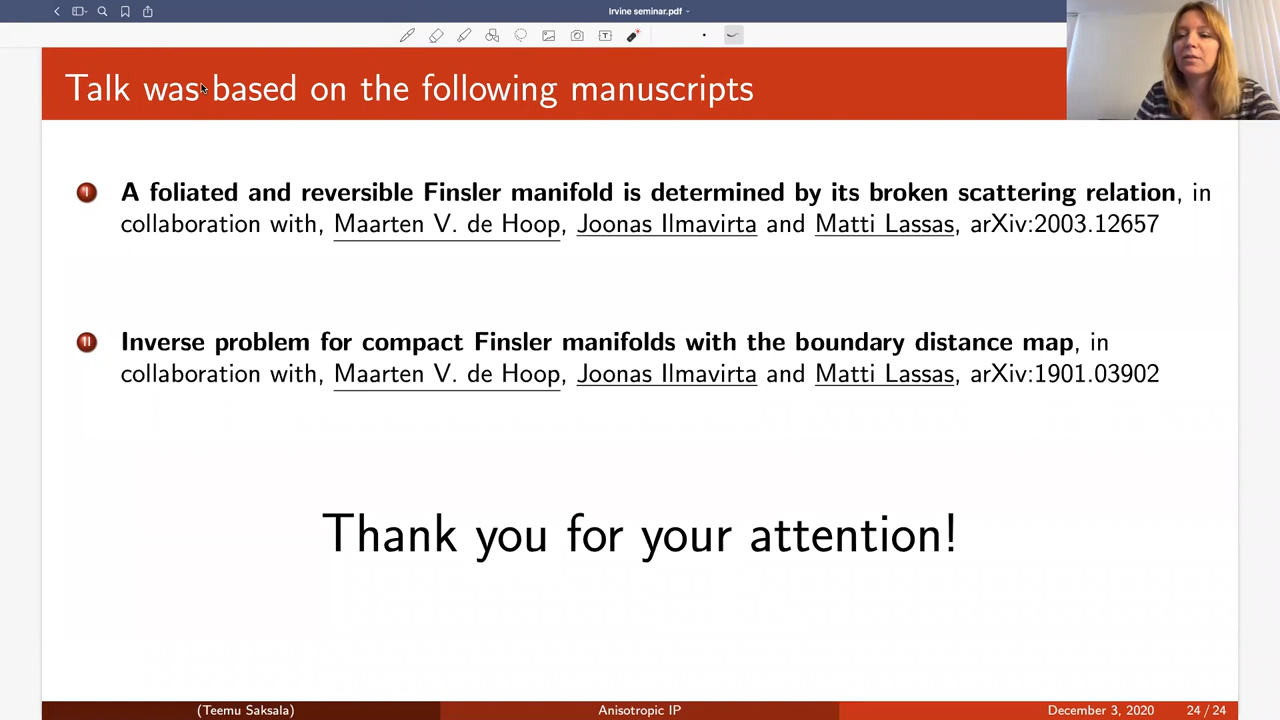 Irvine seminar.pdf
Talk was based on the following manuscripts
I A foliated and reversible Finsler manifold is determined by its broken scattering relation, in
collaboration with, Maarten V. de Hoop, Joonas Ilmavirta and Matti Lassas, arXiv:2003.12657
II Inverse problem for compact Finsler manifolds with the boundary distance map, in
collaboration with, Maarten V. de Hoop, Joonas Ilmavirta and Matti Lassas, arXiv:1901.03902
Thank you for your attention!
(Teemu Saksala) Anisotropic IP December 3, 2020 24 / 24